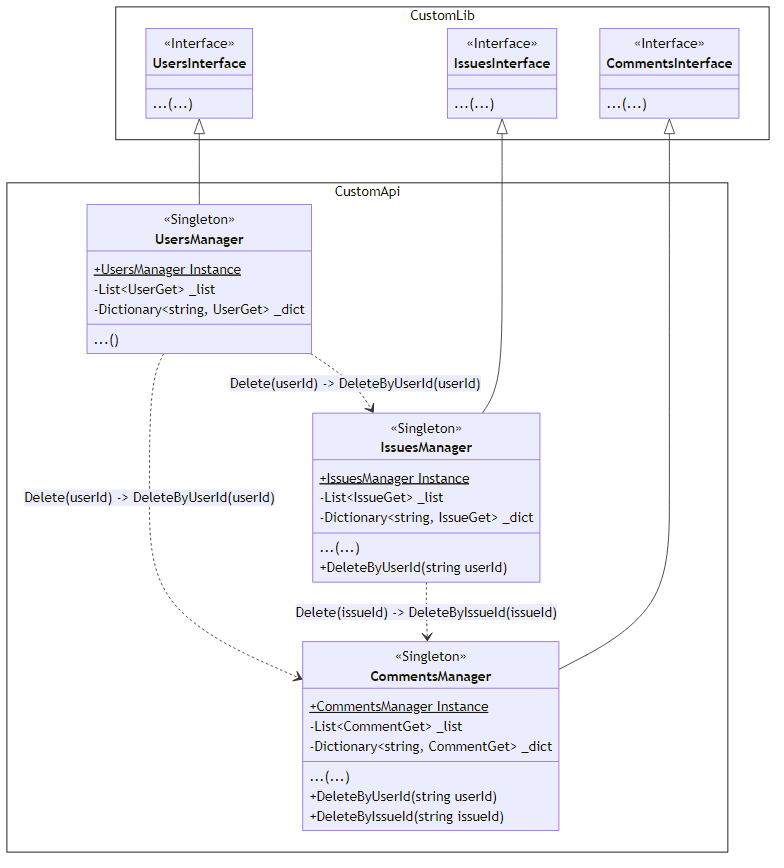 CustomLib
«Interface»
UsersInterface
...(...)
«Interface»
IssuesInterface
...(...)
«Interface»
CommentsInterface
...(...)
CustomApi
«Singleton»
UsersManager
+UsersManager Instance
-List<UserGet> _list
-Dictionary<string, UserGet> _dict
...()
Delete(userId) -> DeleteByUserId(userId)
«Singleton»
IssuesManager
+IssuesManager Instance
-List<IssueGet> _list
-Dictionary<string, IssueGet> _dict
...(...)
+DeleteByUserId(string userId)
Delete(userId) -> DeleteByUserId(userId)
Delete(issueId) -> DeleteByIssueId(issueId)
«Singleton»
CommentsManager
+CommentsManager Instance
-List<CommentGet> _list
-Dictionary<string, CommentGet> _dict
...(...)
+DeleteByUserId(string userId)
+DeleteByIssueId(string issueId)